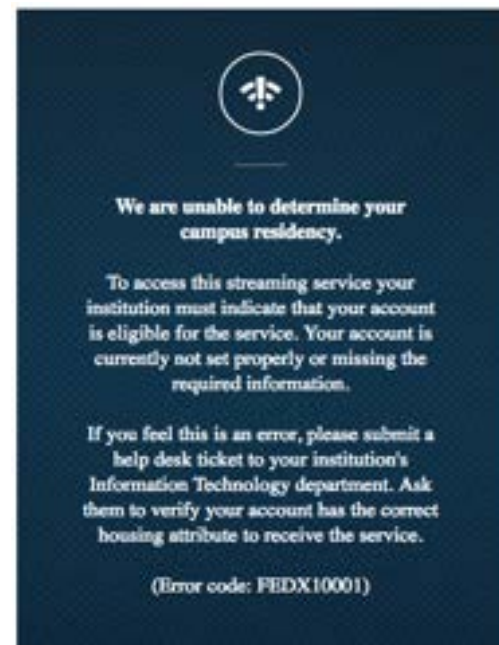 We are unable to determine your
campus residency.
To access this streaming service your
institution must indicate that your account
is eligible for the service. Your account is
currently not set properly or missing the
required information.
If you feel this is an error, please submit a
help desk ticket to your institution's
Information Technology department. Ask
them to verify your account has the correct
housing attribute to receive the service.
(Error code: FEDX10001)